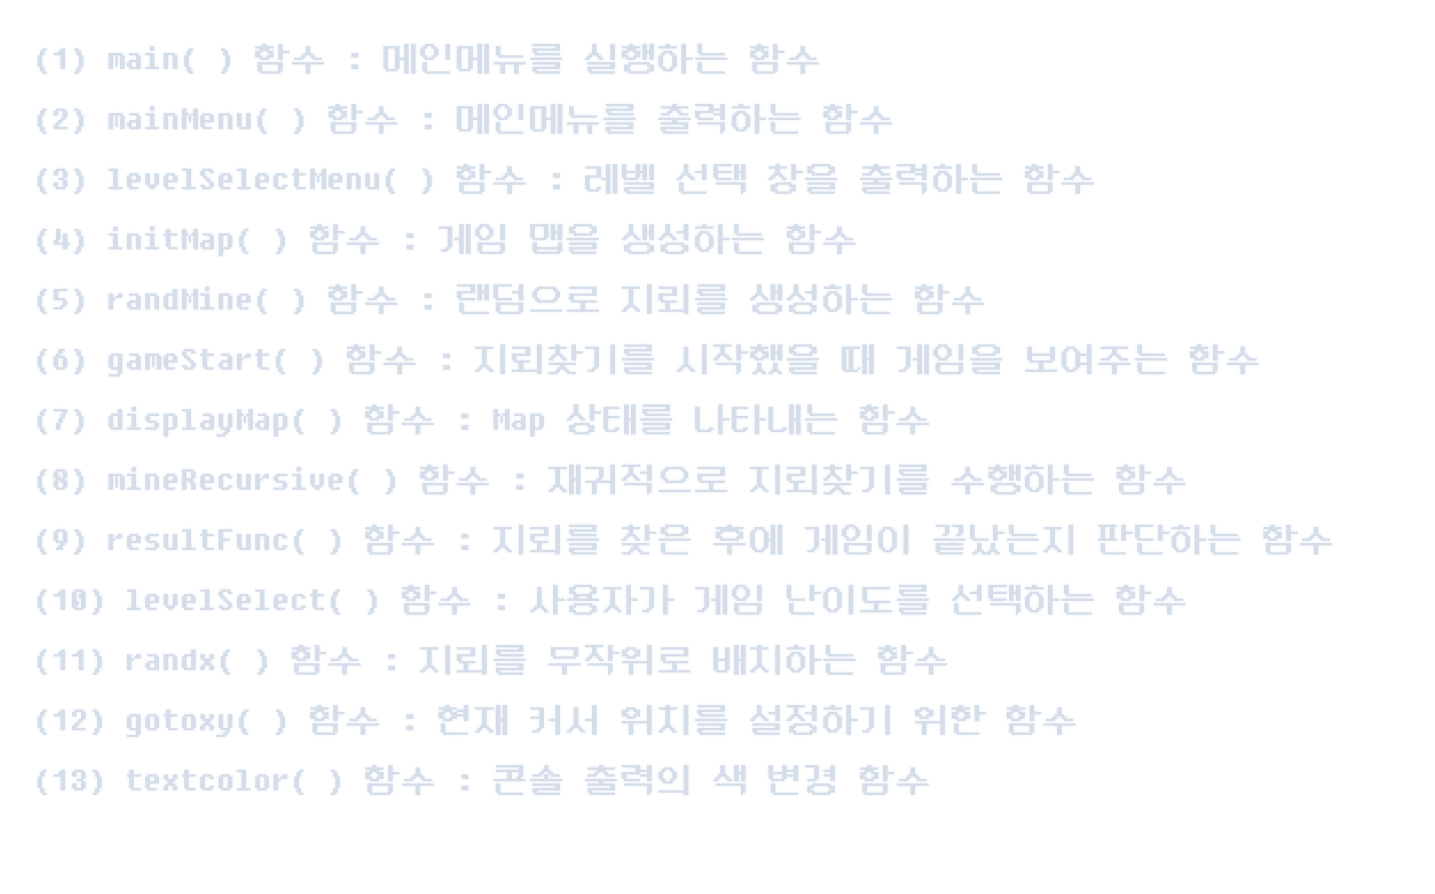 (1) main( ) 함수 : 메인메뉴를 실행하는 함수
(2) mainMenu( ) 함수 : 메인메뉴를 출력하는 함수
(3) levelSelectMenu( ) 함수 : 레벨 선택 창을 출력하는 함수
(4) initMap( ) 함수 : 게임 맵을 생성하는 함수
(5) randMine( ) 함수 : 랜덤으로 지뢰를 생성하는 함수
(6) gameStart( ) 함수 : 지뢰찾기를 시작했을 때 게임을 보여주는 함수
(7) displayMap( ) 함수 : Map 상태를 나타내는 함수
(8) mineRecursive( ) 함수 : 재귀적으로 지뢰찾기를 수행하는 함수
(9) resultFunc( ) 함수 : 지뢰를 찾은 후에 게임이 끝났는지 판단하는 함수
(10) levelSelect( ) 함수 : 사용자가 게임 난이도를 선택하는 함수
(11) randx( ) 함수 : 지뢰를 무작위로 배치하는 함수
(12) gotoxy( ) 함수 : 현재 커서 위치를 설정하기 위한 함수
(13) textcolor( ) 함수 : 콘솔 출력의 색 변경 함수